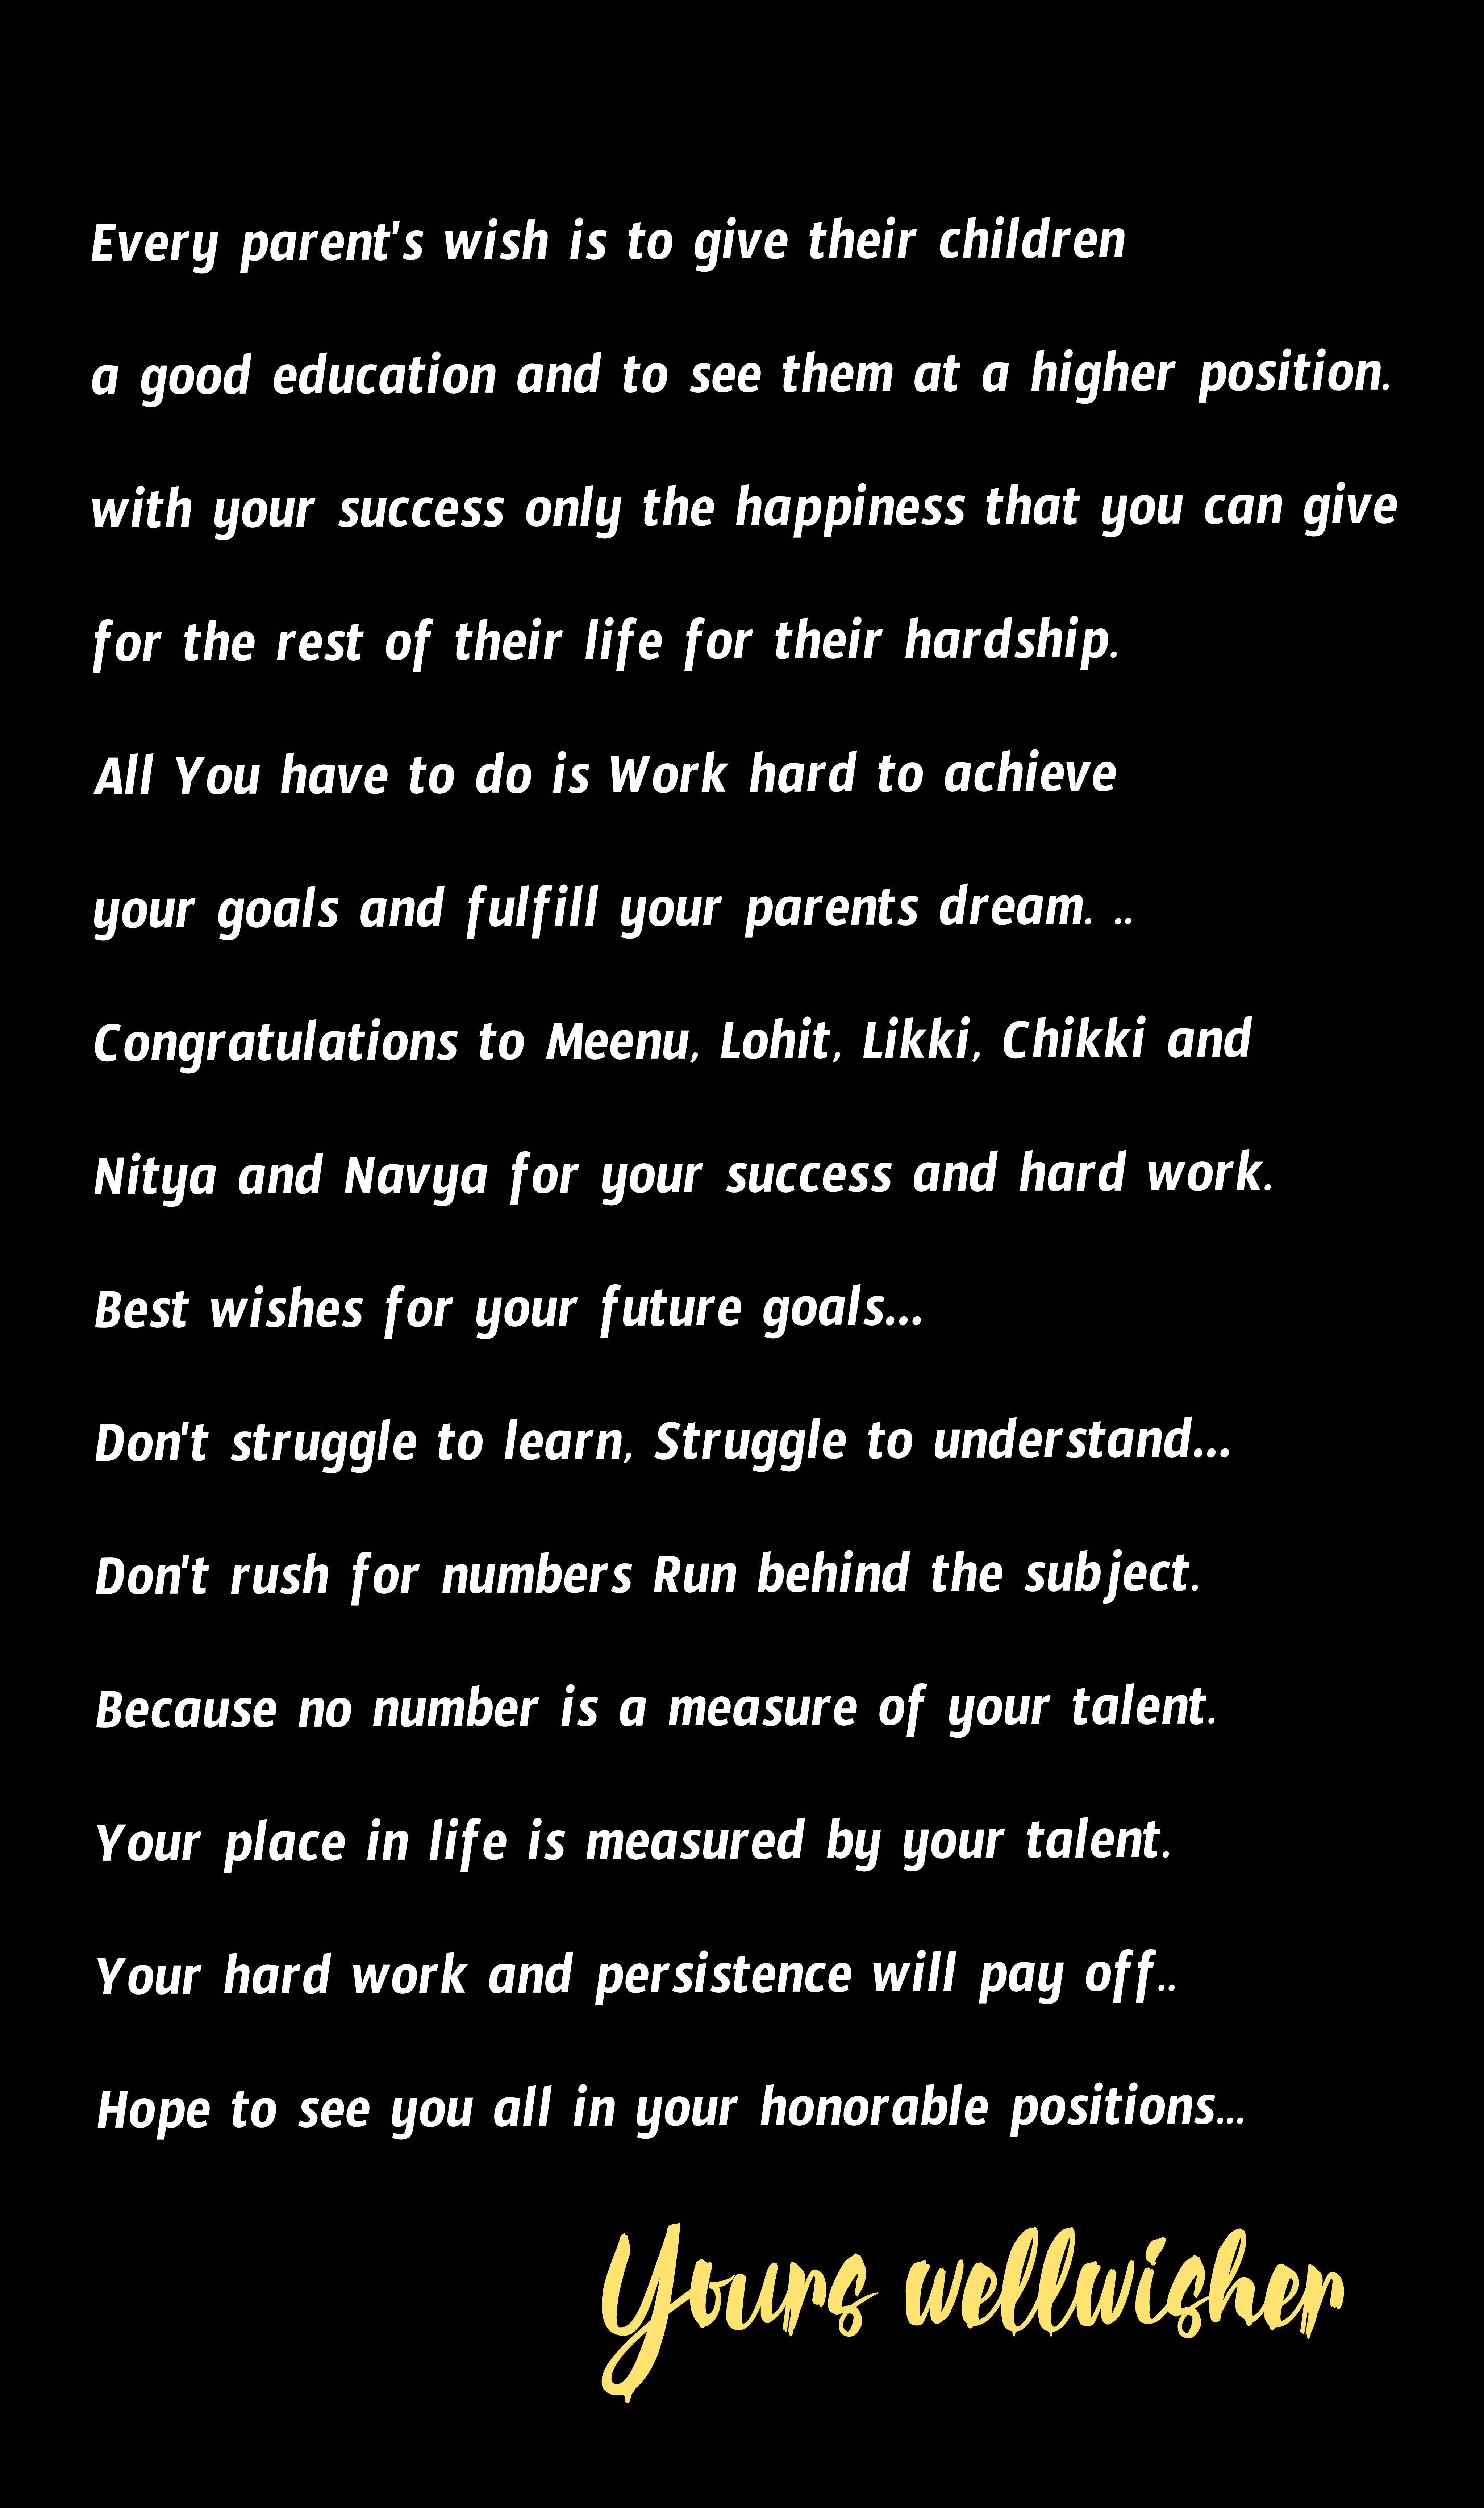 Every parent's wish is to give their children
a good education and to see them at a higher position.
with your success only the happiness that you can give
for the rest of their life for their hardship.
All You have to do is Work hard to achieve
your goals and fulfill your parents dream. ..
Congratulations to Meenu, Lohit, Likki, Chikki and
Nitya and Navya for your success and hard work.
Best wishes for your future goals...
Don't struggle to learn, Struggle to understand...
Don't rush for numbers Run behind the subject.
Because no number is a measure of your talent.
Your place in life is measured by your talent.
Your hard work and persistence will pay off..
Hope to see you all in your honorable positions...
Yours wellwisher